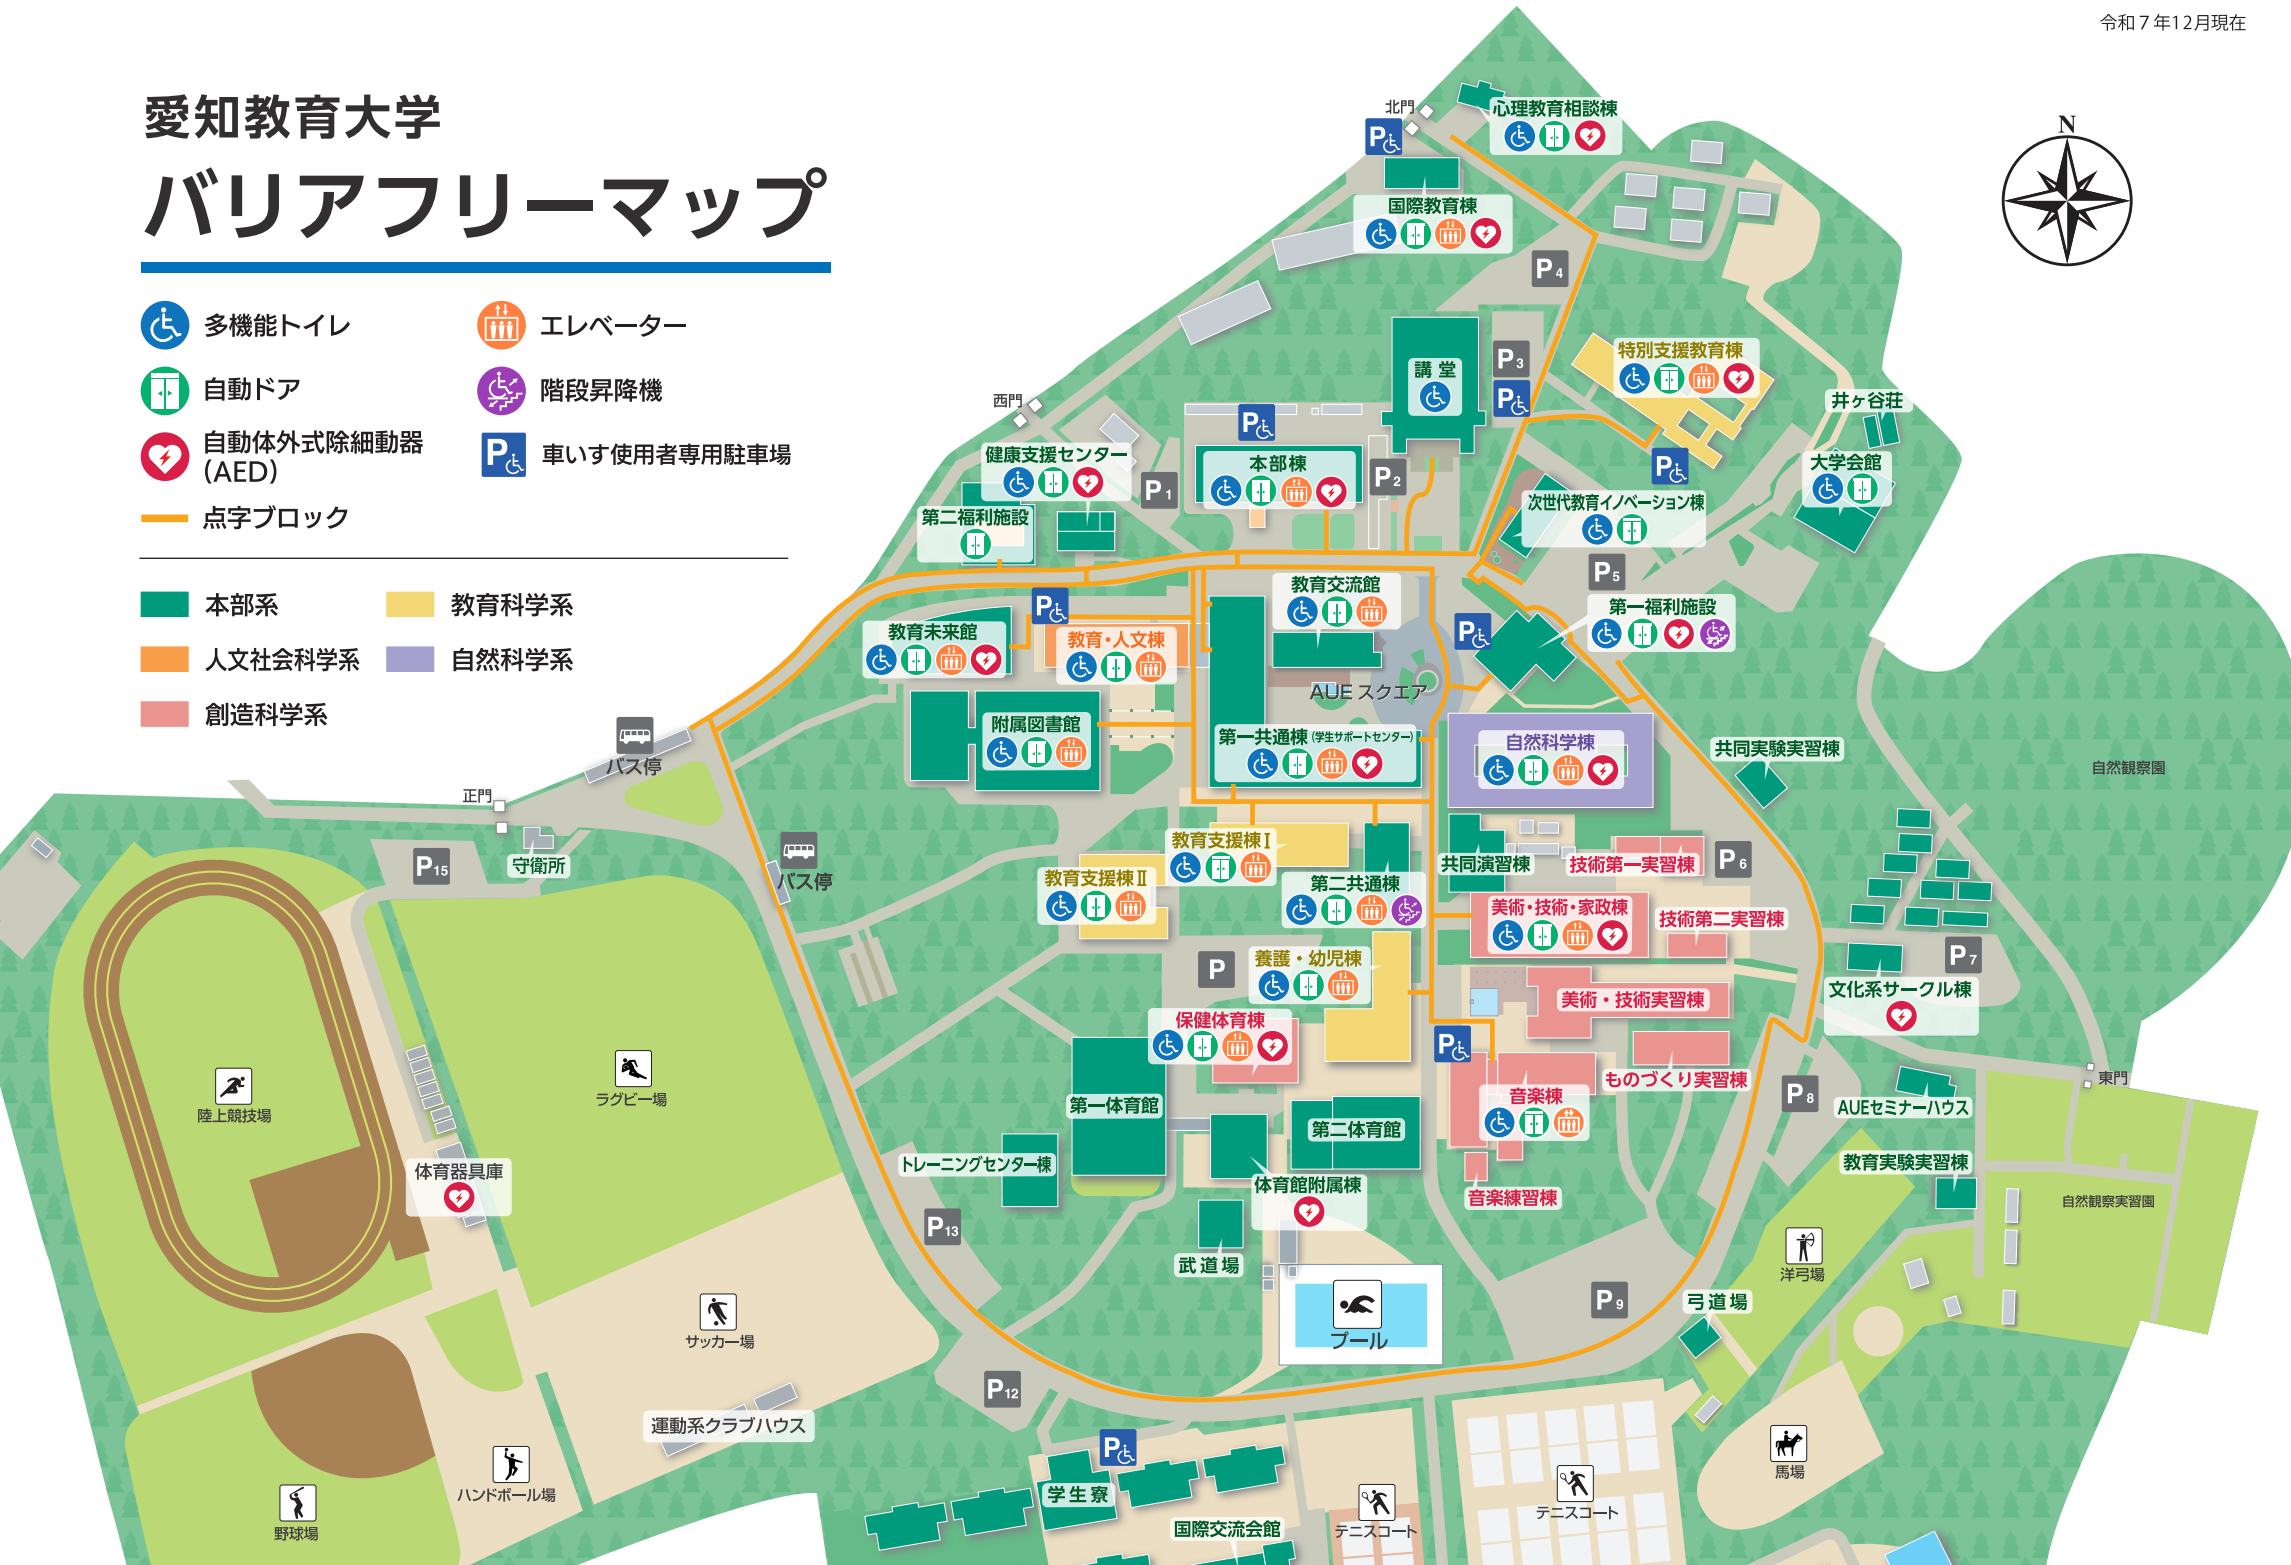 令和７年12月現在
愛知教育大学
バリアフリーマップ
多機能トイレ
エレベーター
自動ドア
階段昇降機
自動体外式除細動器
(AED)
車いす使用者専用駐車場
点字ブロック
本部系
教育科学系
人文社会科学系
自然科学系
創造科学系
N
北門
心理教育相談棟
国際教育棟
P4
講堂
P3
特別支援教育棟
井ヶ谷荘
西門
健康支援センター
本部棟
P1
P2
大学会館
第二福利施設
次世代教育イノベーション棟
P5
教育交流館
第一福利施設
教育未来館
教育・人文棟
AUE スクエア
附属図書館
第一共通棟(学生サポートセンター)
自然科学棟
共同実験実習棟
自然観察園
バス停
正門
守衛所
P15
バス停
教育支援棟Ⅰ
教育支援棟Ⅱ
第二共通棟
共同演習棟
技術第一実習棟
P6
美術・技術・家政棟
技術第二実習棟
P
養護・幼児棟
P7
文化系サークル棟
美術・技術実習棟
保健体育棟
ものづくり実習棟
音楽棟
P8
東門
AUEセミナーハウス
陸上競技場
ラグビー場
第一体育館
第二体育館
教育実験実習棟
トレーニングセンター棟
体育器具庫
体育館附属棟
音楽練習棟
自然観察実習園
P13
武道場
洋弓場
P9
弓道場
プール
サッカー場
P12
運動系クラブハウス
馬場
ハンドボール場
野球場
学生寮
国際交流会館
テニスコート
テニスコート